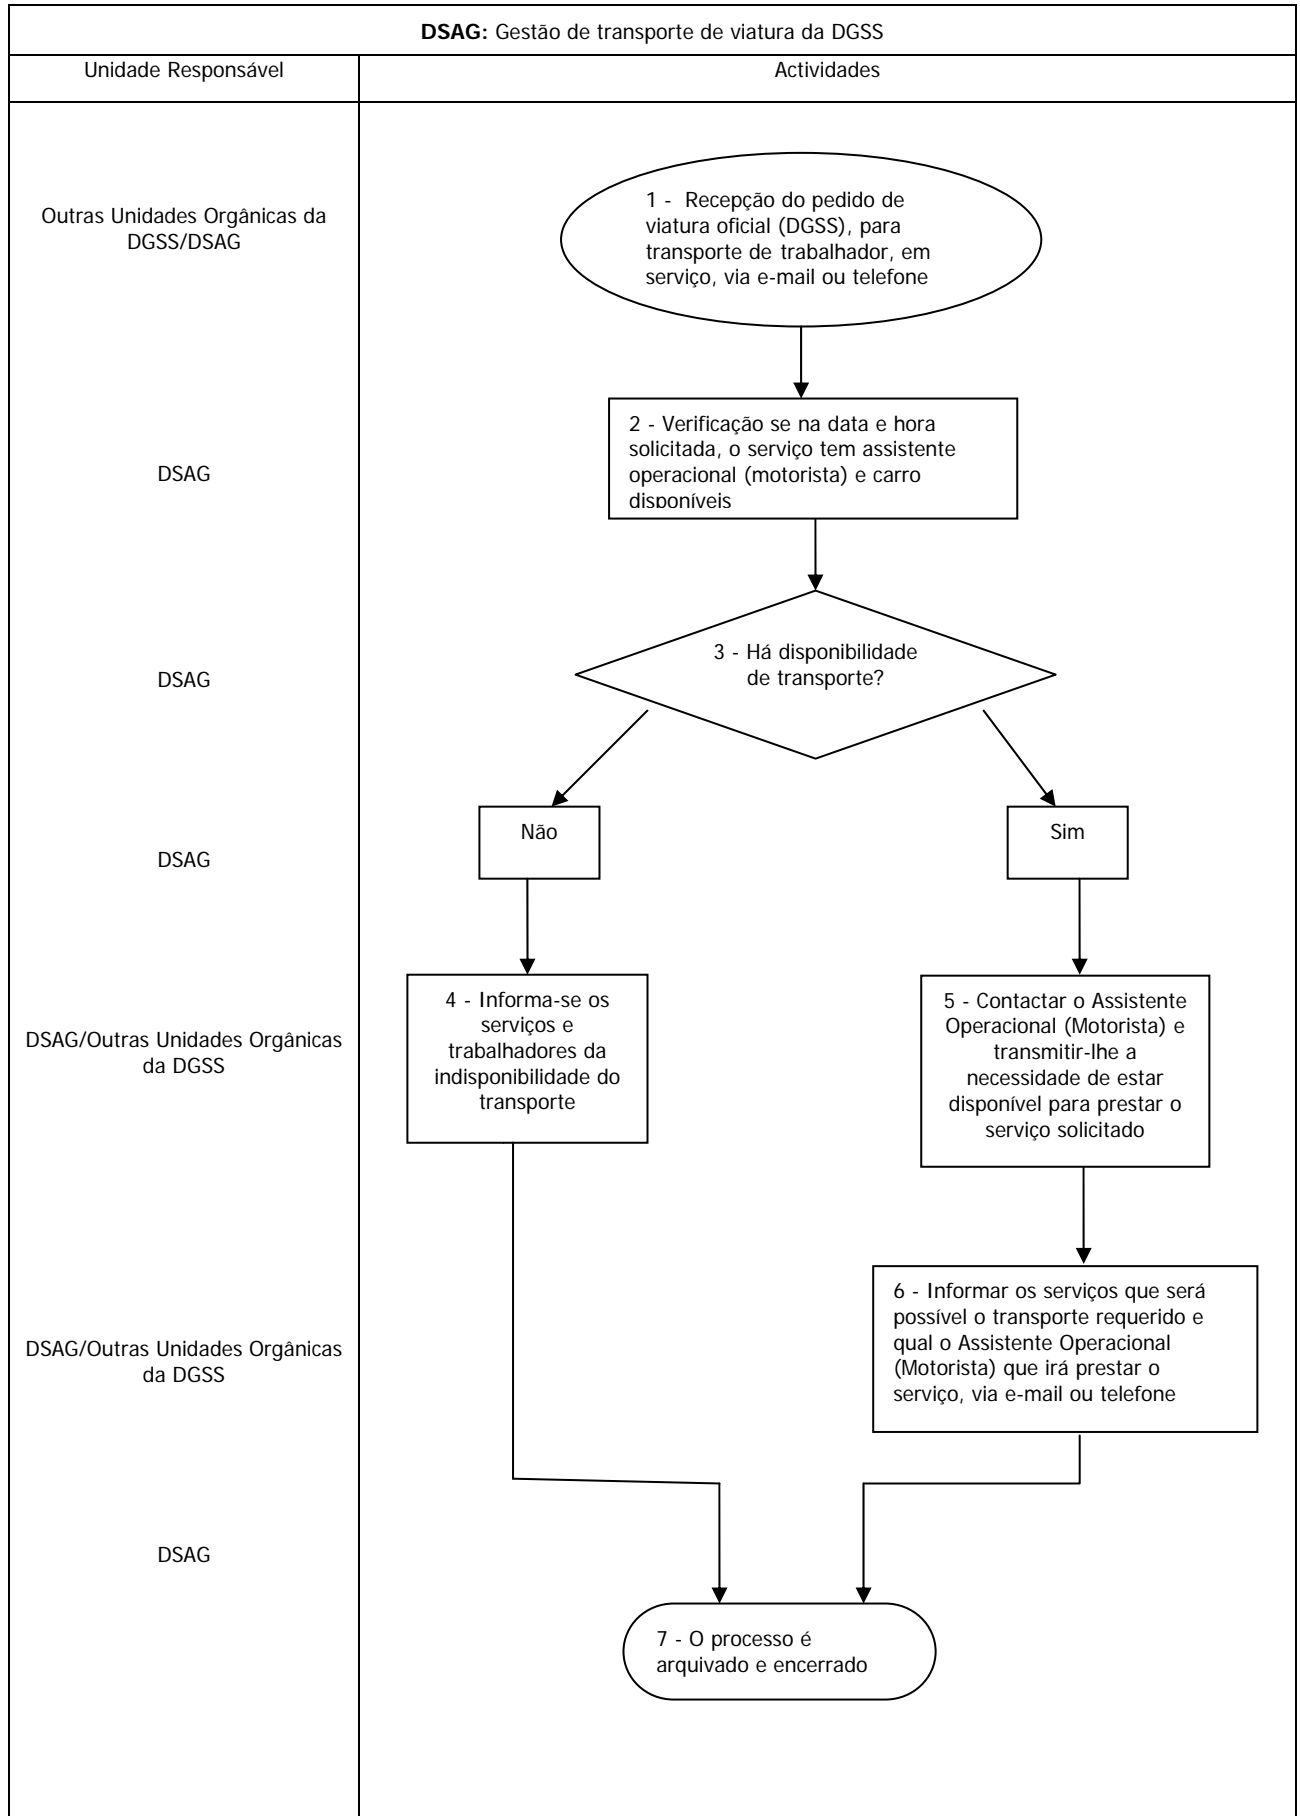 DSAG: Gestão de transporte de viatura da DGSS
Unidade Responsável
Actividades
Outras Unidades Orgânicas da
DGSS/DSAG
1 - Recepção do pedido de
viatura oficial (DGSS), para
transporte de trabalhador, em
serviço, via e-mail ou telefone
DSAG
2 - Verificação se na data e hora
solicitada, o serviço tem assistente
operacional (motorista) e carro
disponíveis
DSAG
3 - Há disponibilidade
de transporte?
DSAG
Não
Sim
DSAG/Outras Unidades Orgânicas
da DGSS
4 - Informa-se os
serviços e
trabalhadores da
indisponibilidade do
transporte
5 - Contactar o Assistente
Operacional (Motorista) e
transmitir-lhe a
necessidade de estar
disponível para prestar o
serviço solicitado
DSAG/Outras Unidades Orgânicas
da DGSS
6 - Informar os serviços que será
possível o transporte requerido e
qual o Assistente Operacional
(Motorista) que irá prestar o
serviço, via e-mail ou telefone
DSAG
7 - O processo é
arquivado e encerrado